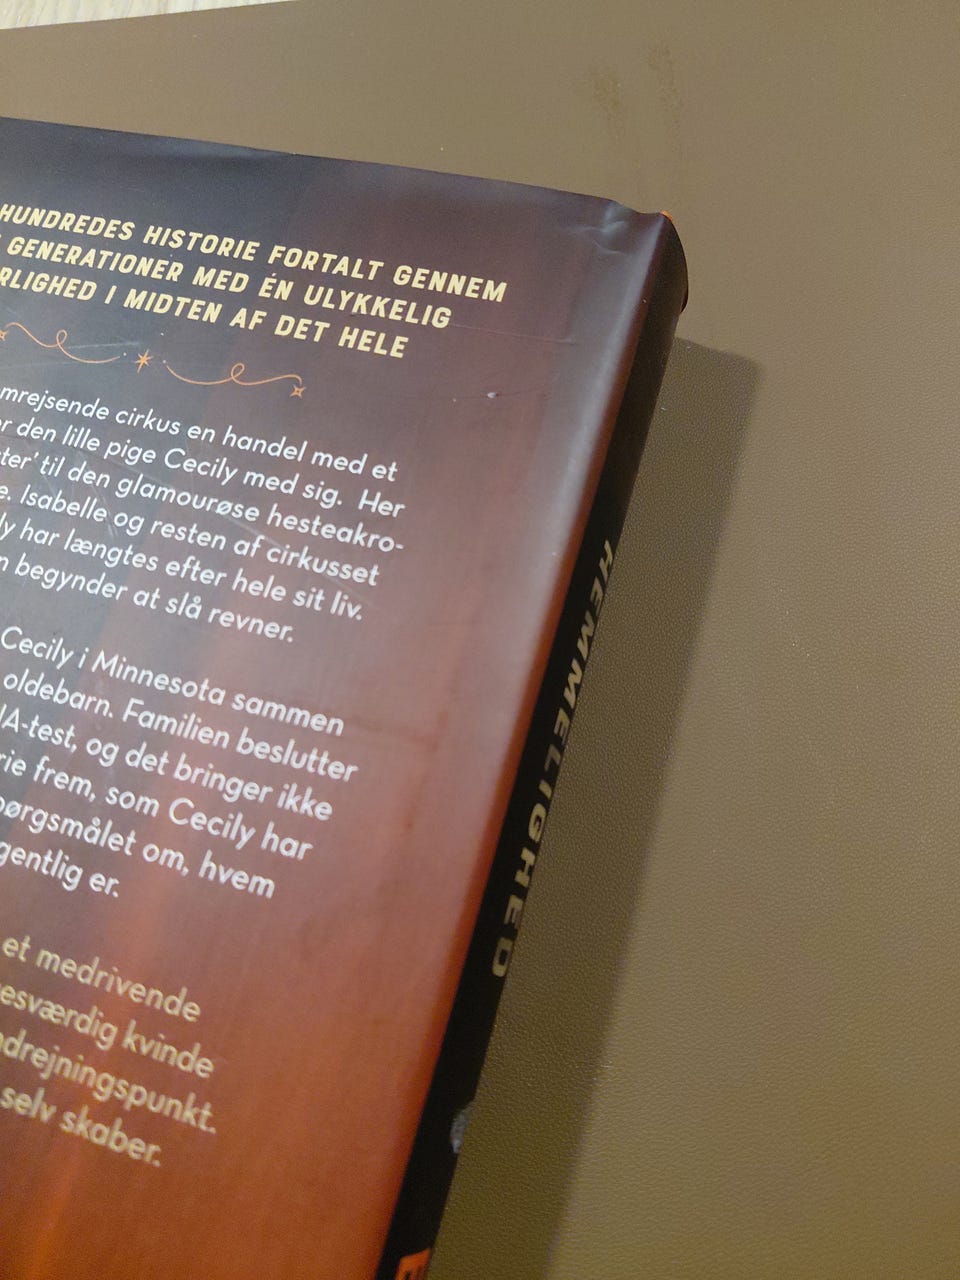 HUNDREDES HISTORIE FORTALT GENNEM
GENERATIONER MED ÉN ULYKKELIG
RLIGHED I MIDTEN AF DET HELE
mrejsende cirkus en handel med et
r den lille pige Cecily med sig. Her
ter' til den glamourøse hesteakro-
e. Isabelle og resten af cirkusset
ly har længtes efter hele sit liv.
n begynder at slå revner.
Cecily i Minnesota sammen
oldebarn. Familien beslutter
IA-test, og det bringer ikke
rie frem, som Cecily har
ørgsmålet om, hvem
gentlig er.
et medrivende
esværdig kvinde
drejningspunkt.
selv skaber.
HEMMELIGHED